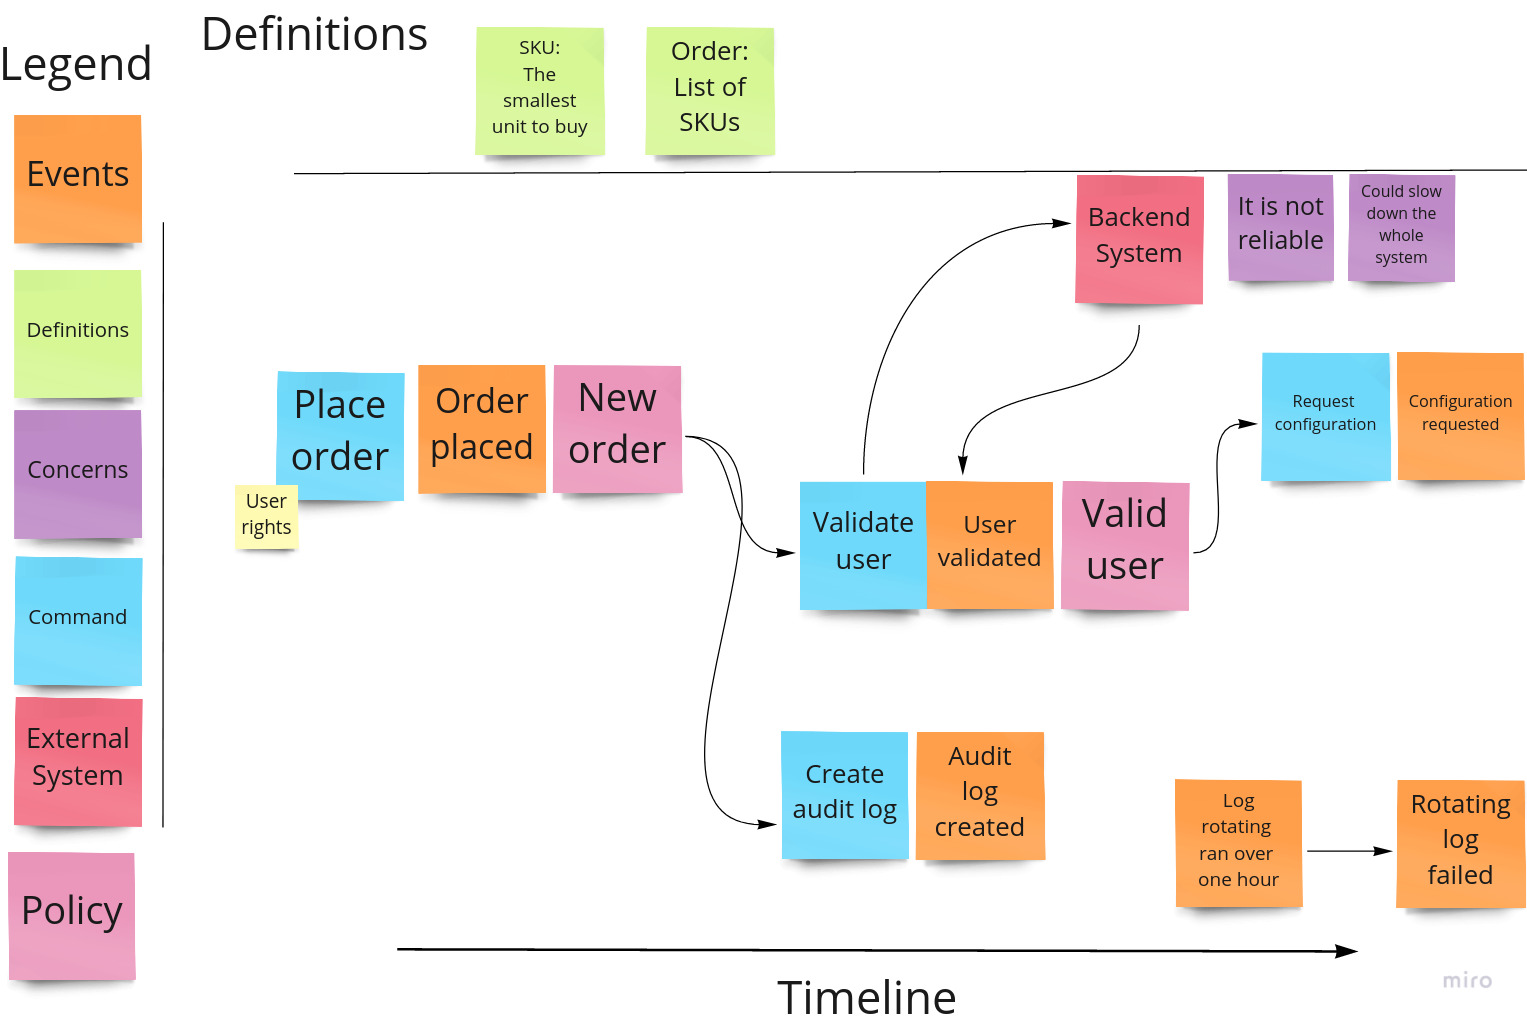 Definitions
Legend
SKU:
The
smallest
unit to buy
Order:
List of
SKUs
Events
Definitions
Concerns
Command
External
System
Policy
Backend
System
It is not
reliable
Could slow
down the
whole
system
Place
order
User
rights
Order
placed
New
order
Validate
user
User
validated
Valid
user
Request
configuration
Configuration
requested
Create
audit log
Audit
log
created
Log
rotating
ran over
one hour
Rotating
log
failed
Timeline
miro